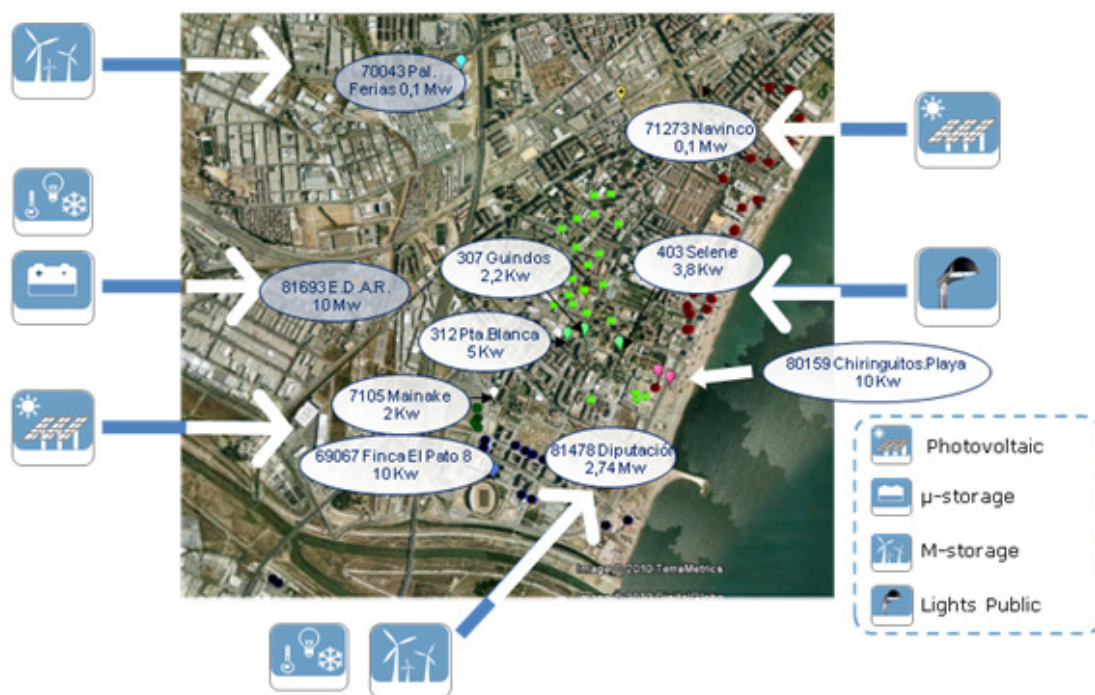 70043 Pal.
Ferias 0,1 Mw
71273 Navinco
0,1 Mw
307 Guindos
2,2 Kw
403 Selene
3,8 Kw
81693 E.D.A.R.
10 Mw
312 Pta.Blanca
5 Kw
80159 Chiringuitos.Playa
10 Kw
7105 Mainake
2 Kw
69067 Finca El Pato 8
10 Kw
81478 Diputación
2,74 Mw
Image © 2010 TerraMetrics
Photovoltaic
µ-storage
M-storage
Lights Public